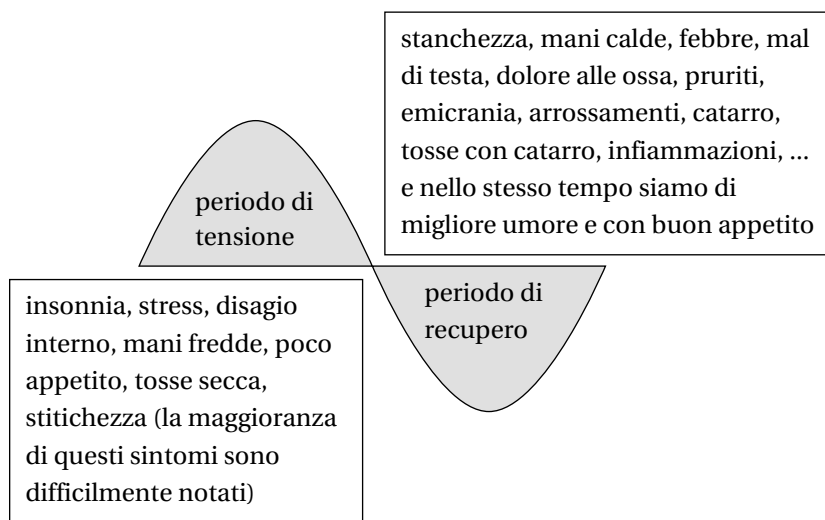 stanchezza, mani calde, febbre, mal
di testa, dolore alle ossa, pruriti,
emicrania, arrossamenti, catarro,
tosse con catarro, infiammazioni, ...
e nello stesso tempo siamo di
migliore umore e con buon appetito
periodo di
tensione
periodo di
recupero
insonnia, stress, disagio
interno, mani fredde, poco
appetito, tosse secca,
stitichezza (la maggioranza
di questi sintomi sono
difficilmente notati)